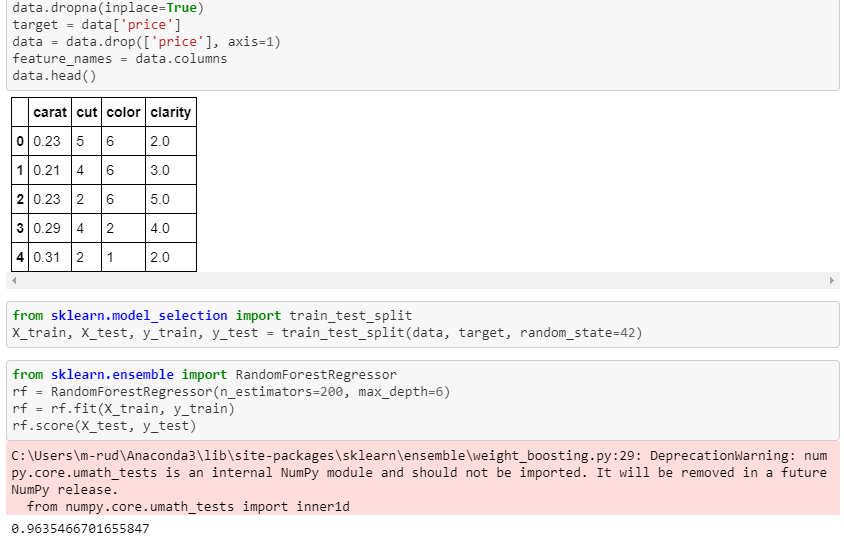 data.dropna(inplace=True)
target = data['price']
data = data.drop(['price'], axis=1)
feature_names = data.columns
data.head()
carat cut color clarity
0 0.23 5 6 2.0
1 0.21 4 6 3.0
2 0.23 2 6 5.0
3 0.29 4 2 4.0
4 0.31 2 1 2.0
from sklearn.model_selection import train_test_split
X_train, X_test, y_train, y_test = train_test_split(data, target, random_state=42)
from sklearn.ensemble import RandomForestRegressor
rf = RandomForestRegressor(n_estimators=200, max_depth=6)
rf = rf.fit(X_train, y_train)
rf.score(X_test, y_test)
C:\Users\m-rud\Anaconda3\lib\site-packages\sklearn\ensemble\weight_boosting.py:29: DeprecationWarning: num
py.core.umath_tests is an internal NumPy module and should not be imported. It will be removed in a future
NumPy release.
from numpy.core.umath_tests import inner1d
0.9635466701655847